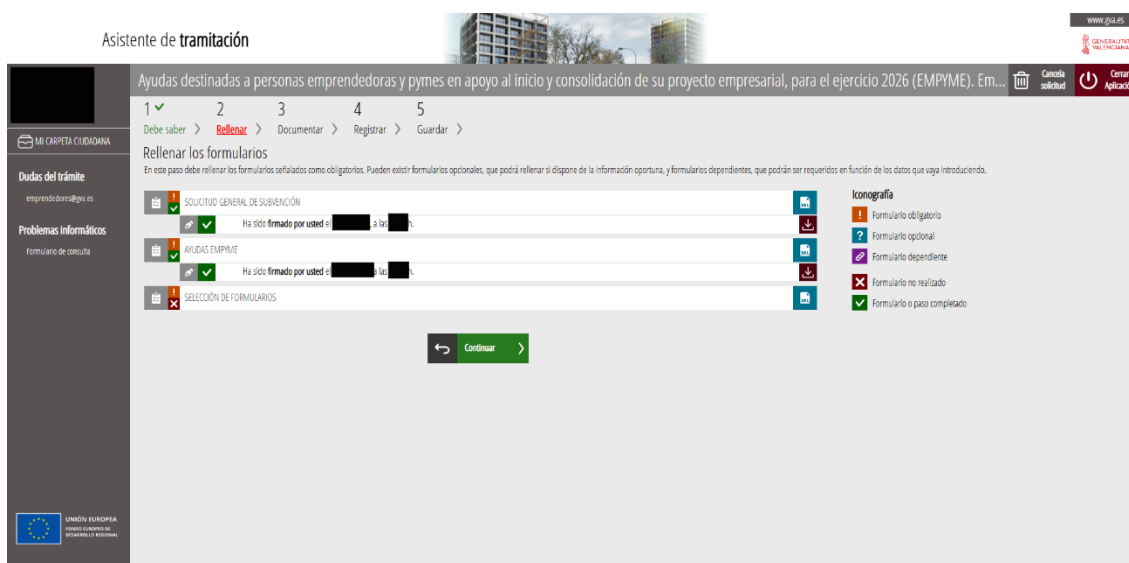 www.gva.es
Asistente de tramitación
GENERALITAT VALENCIANA
Ayudas destinadas a personas emprendedoras y pymes en apoyo al inicio y consolidación de su proyecto empresarial, para el ejercicio 2026 (EMPYME). Em...
Cancela solicitud
Cerrar Aplicació
1 2 3 4 5
Debe saber > Rellenar > Documentar > Registrar > Guardar >
MI CARPETA CIUDADANA
Rellenar los formularios
En este paso debe rellenar los formularios señalados como obligatorios. Pueden existir formularios opcionales, que podrá rellenar si dispone de la información oportuna, y formularios dependientes, que podrán ser requeridos en función de los datos que vaya introduciendo.
Dudas del trámite
emprendedores@gva.es
Problemas informáticos
Formulario de consulta
SOLICITUD GENERAL DE SUBVENCIÓN
XML
Ha sido firmado por usted el , a las h.
AYUDAS EMPYME
XML
Ha sido firmado por usted el a las h.
SELECCIÓN DE FORMULARIOS
XML
Iconografía
! Formulario obligatorio
? Formulario opcional
Formulario dependiente
Formulario no realizado
Formulario o paso completado
Continuar >
UNIÓN EUROPEA
FONDO EUROPEO DE
DESARROLLO REGIONAL